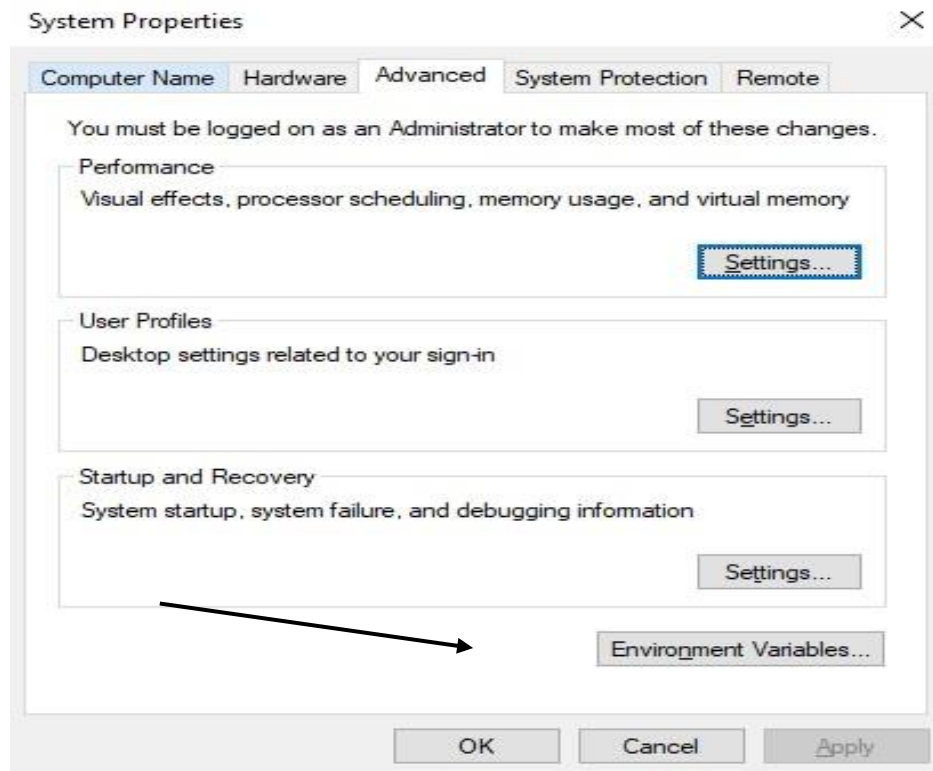 System Properties
Computer Name Hardware Advanced System Protection Remote
You must be logged on as an Administrator to make most of these changes.
Performance
Visual effects, processor scheduling, memory usage, and virtual memory
Settings...
User Profiles
Desktop settings related to your sign-in
Settings...
Startup and Recovery
System startup, system failure, and debugging information
Settings...
Environment Variables...
OK Cancel Apply